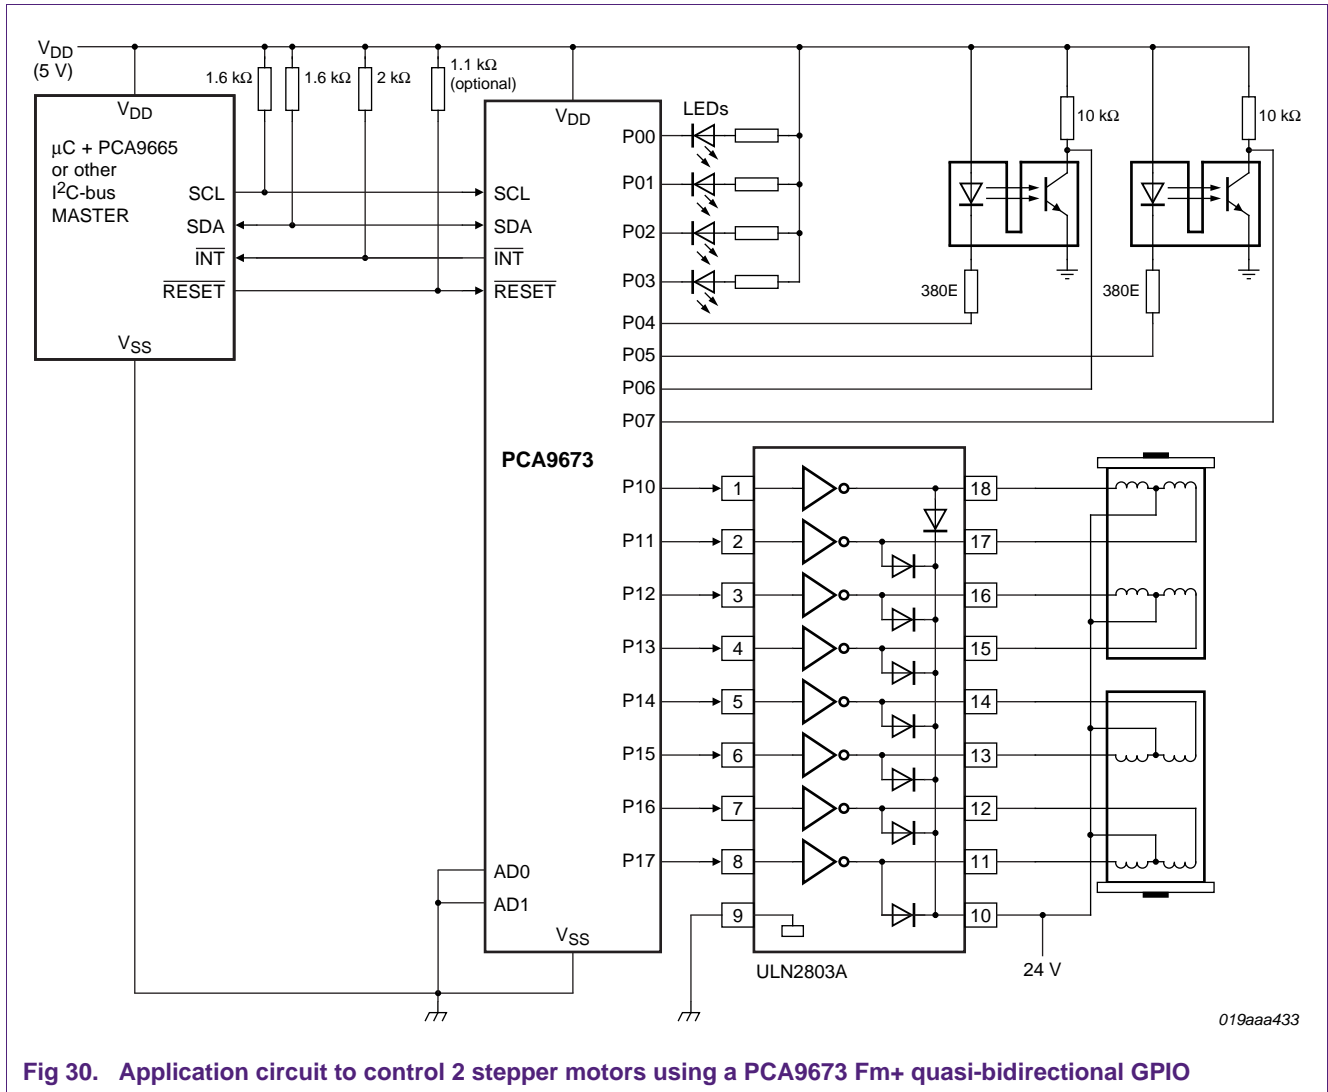 VDD
(5 V)
1.6 kΩ
1.6 kΩ
2 kΩ
1.1 kΩ
(optional)
VDD
μC + PCA9665
or other
I2C-bus
MASTER
SCL
SDA
INT
RESET
VSS
VDD
SCL
SDA
INT
RESET
PCA9673
AD0
AD1
VSS
P00
P01
P02
P03
P04
P05
P06
P07
P10
P11
P12
P13
P14
P15
P16
P17
LEDs
10 kΩ
10 kΩ
380E
380E
1
2
3
4
5
6
7
8
9
18
17
16
15
14
13
12
11
10
ULN2803A
24 V
019aaa433
Fig 30. Application circuit to control 2 stepper motors using a PCA9673 Fm+ quasi-bidirectional GPIO